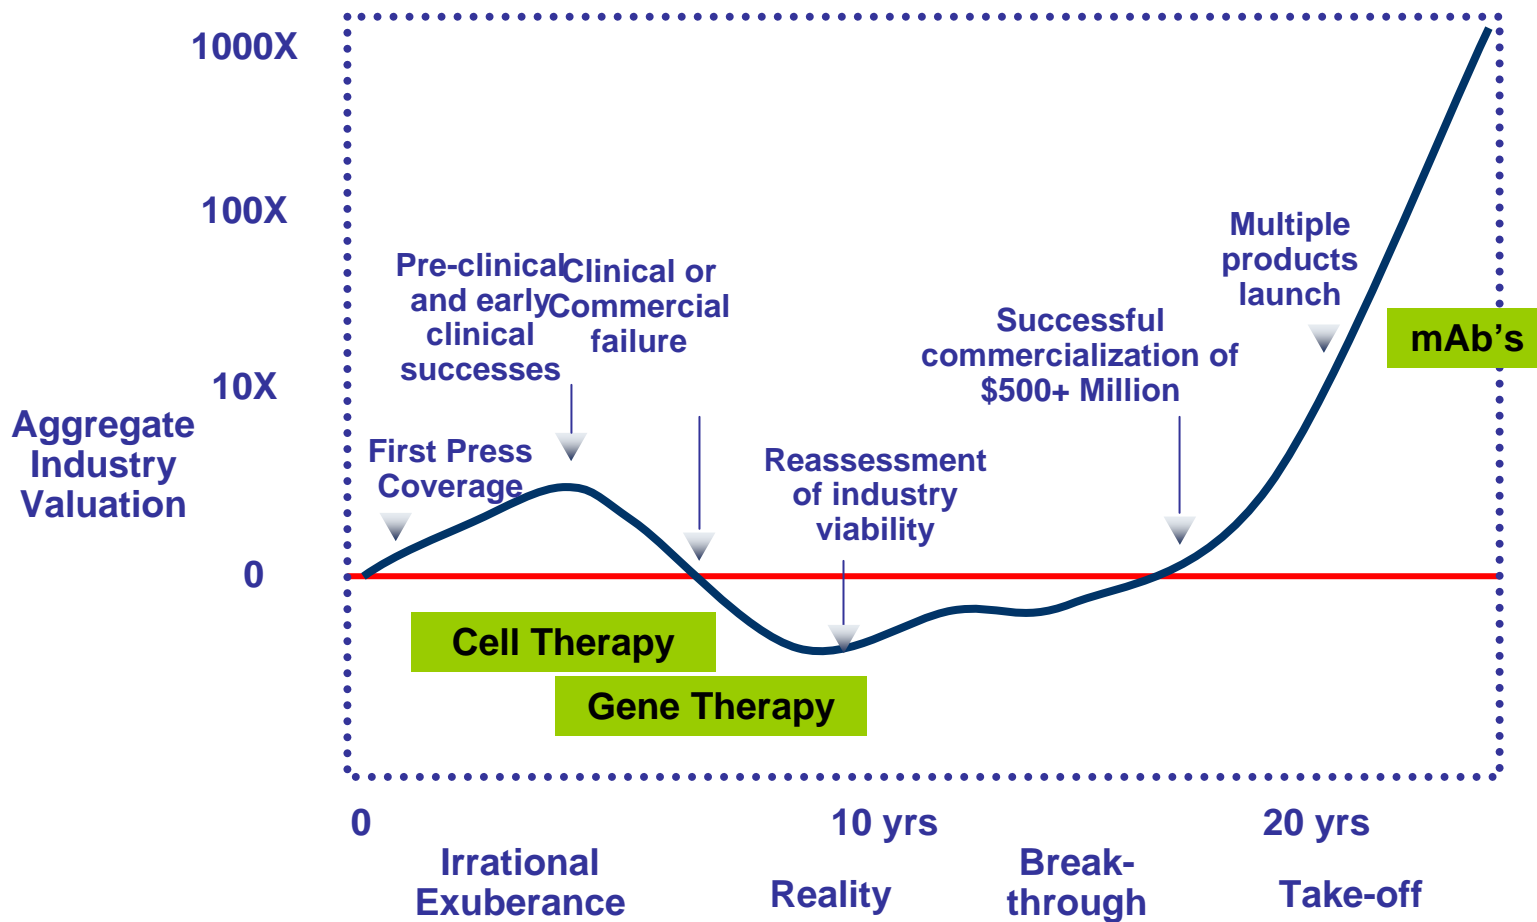 1000X
100X
10X
0
Aggregate
Industry
Valuation
First Press
Coverage
Pre-clinical
and early
clinical
successes
Clinical or
Commercial
failure
Reassessment
of industry
viability
Successful
commercialization of
$500+ Million
Multiple
products
launch
mAb’s
Cell Therapy
Gene Therapy
0
10 yrs
20 yrs
Irrational
Exuberance
Reality
Break-
through
Take-off